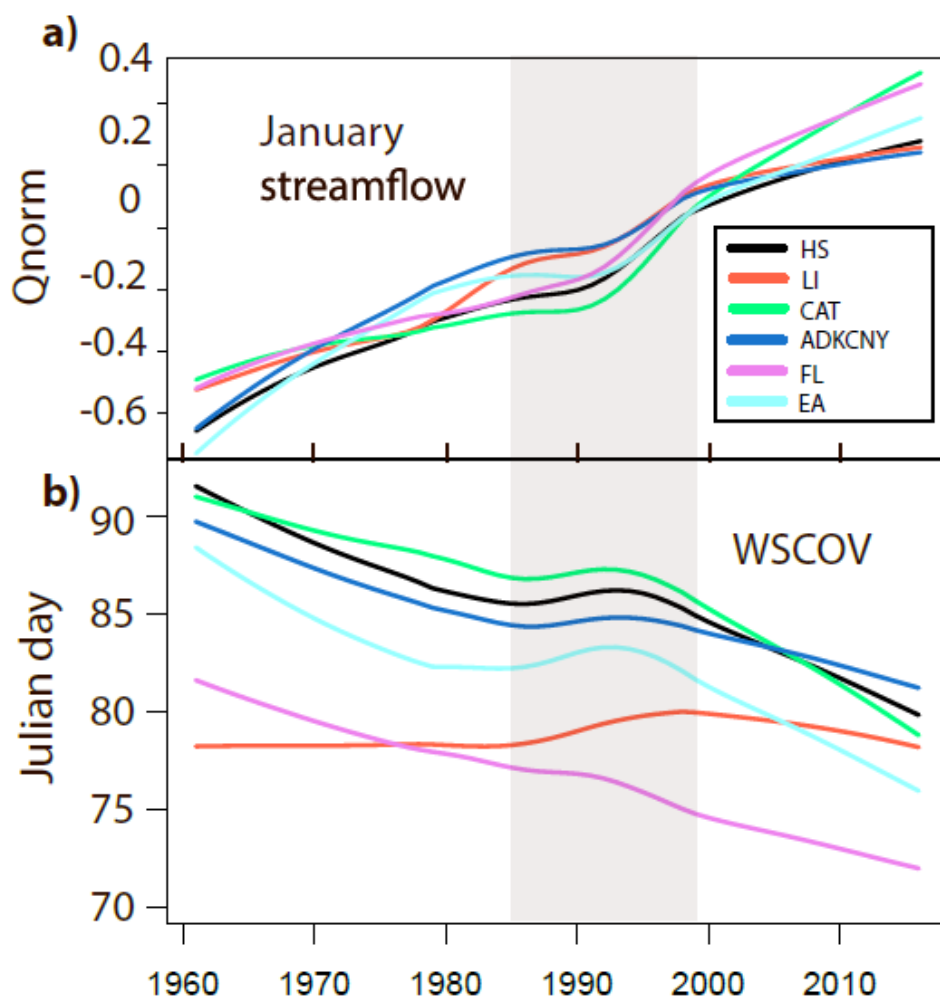 a)
0.4
0.2
0
-0.2
-0.4
-0.6
Qnorm
January
streamflow
HS
LI
CAT
ADKCNY
FL
EA
b)
90
85
80
75
70
Julian day
WSCOV
1960 1970 1980 1990 2000 2010